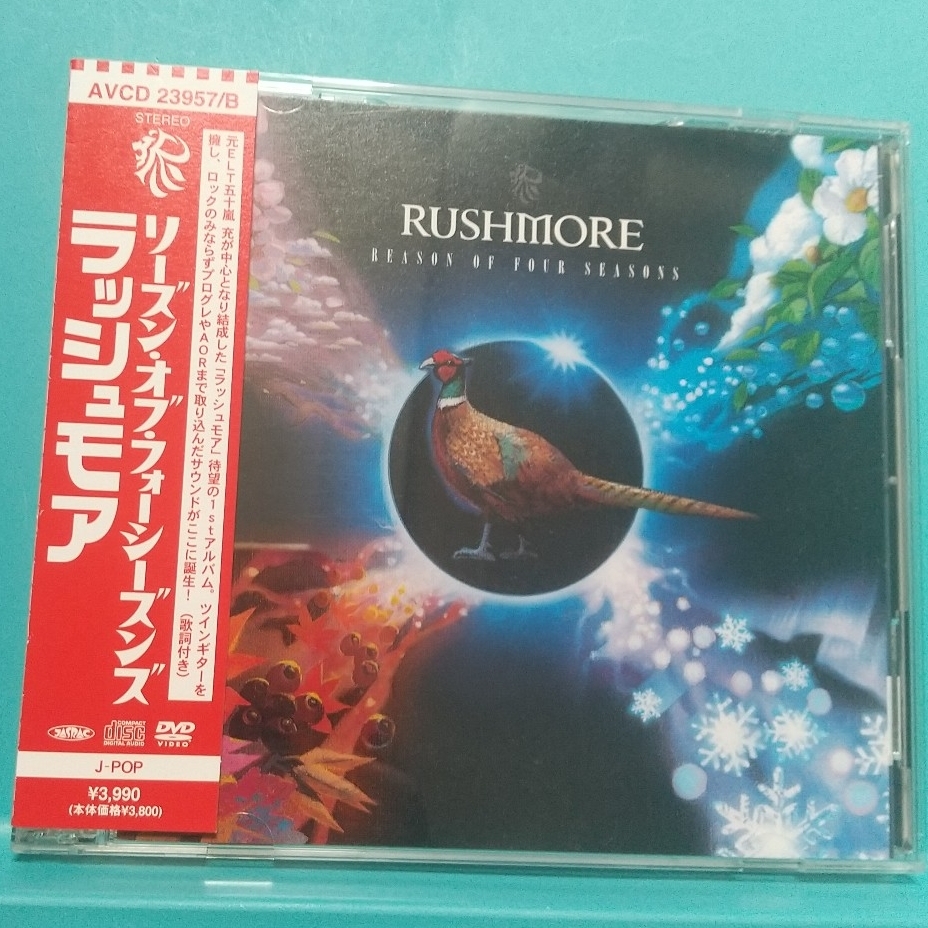 AVCD 23957/B
STEREO
元ELT五十嵐 充が中心となり結成した「ラッシュモア」待望の1stアルバム。ツインギターを
擁し、ロックのみならずプログレやAORまで取り込んだサウンドがここに誕生! (歌詞付き)
リーズン・オブ・フォーシーズンズ
ラッシュモア
JASRAC
COMPACT
disc
DIGITAL AUDIO
DVD
VIDEO
J-POP
¥3,990
(本体価格¥3,800)
RUSHMORE
REASON OF FOUR SEASONS